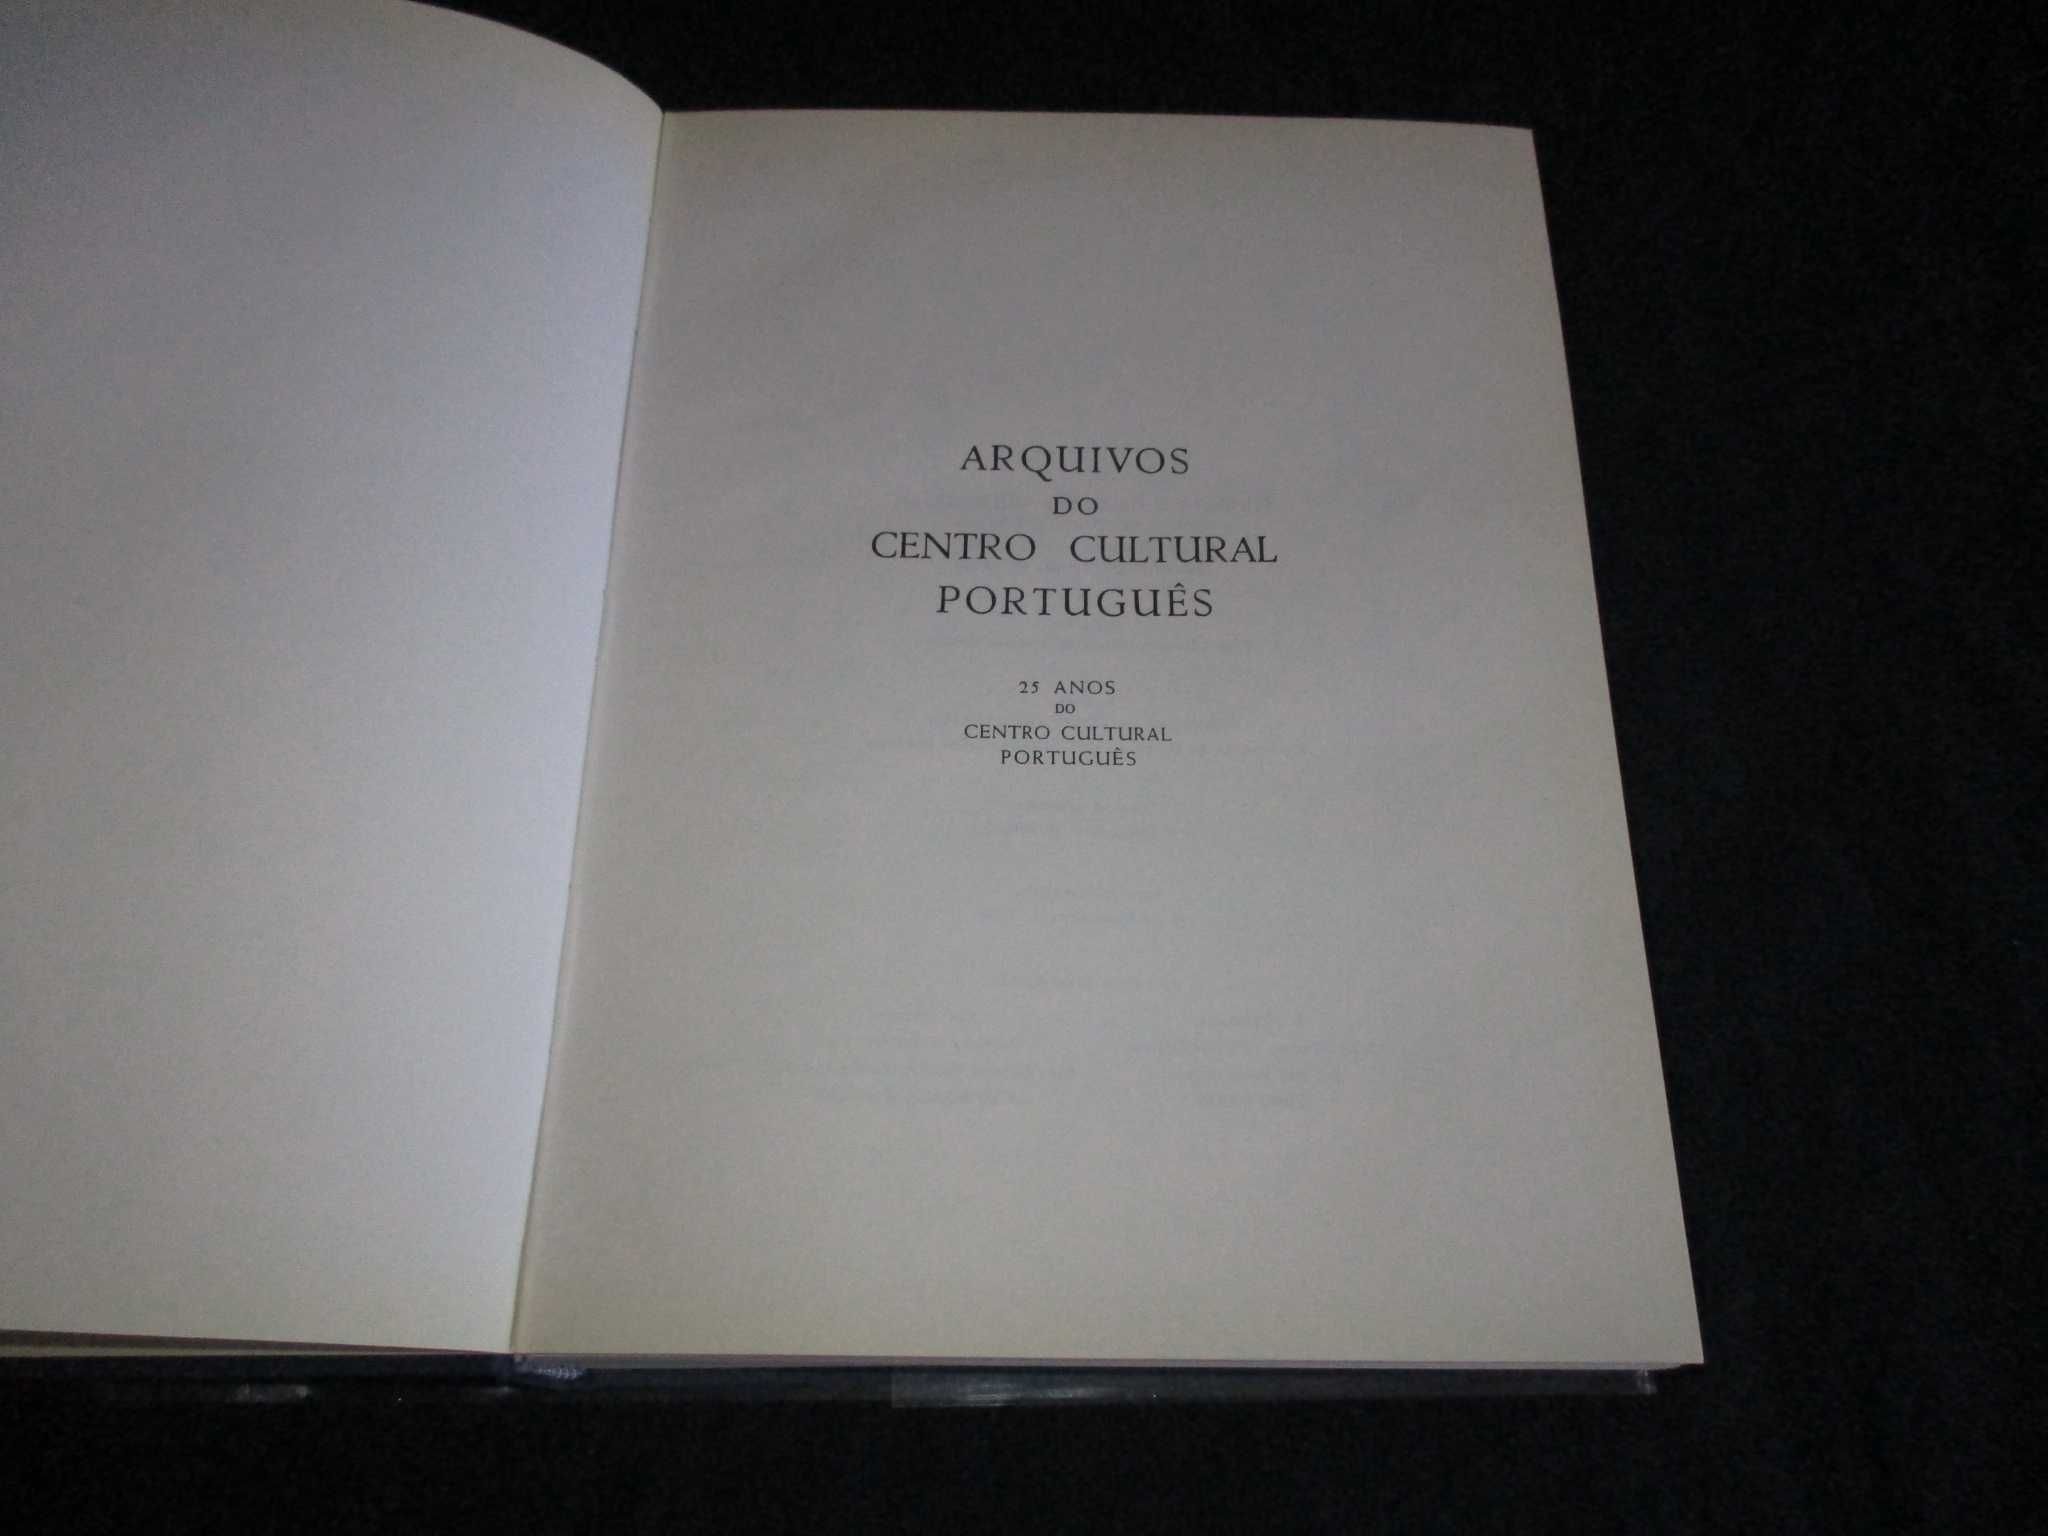 ARQUIVOS
DO
CENTRO CULTURAL
PORTUGUÊS
25 ANOS
DO
CENTRO CULTURAL
PORTUGUÊS